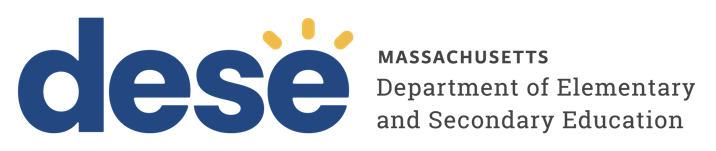 dese
MASSACHUSETTS
Department of Elementary
and Secondary Education